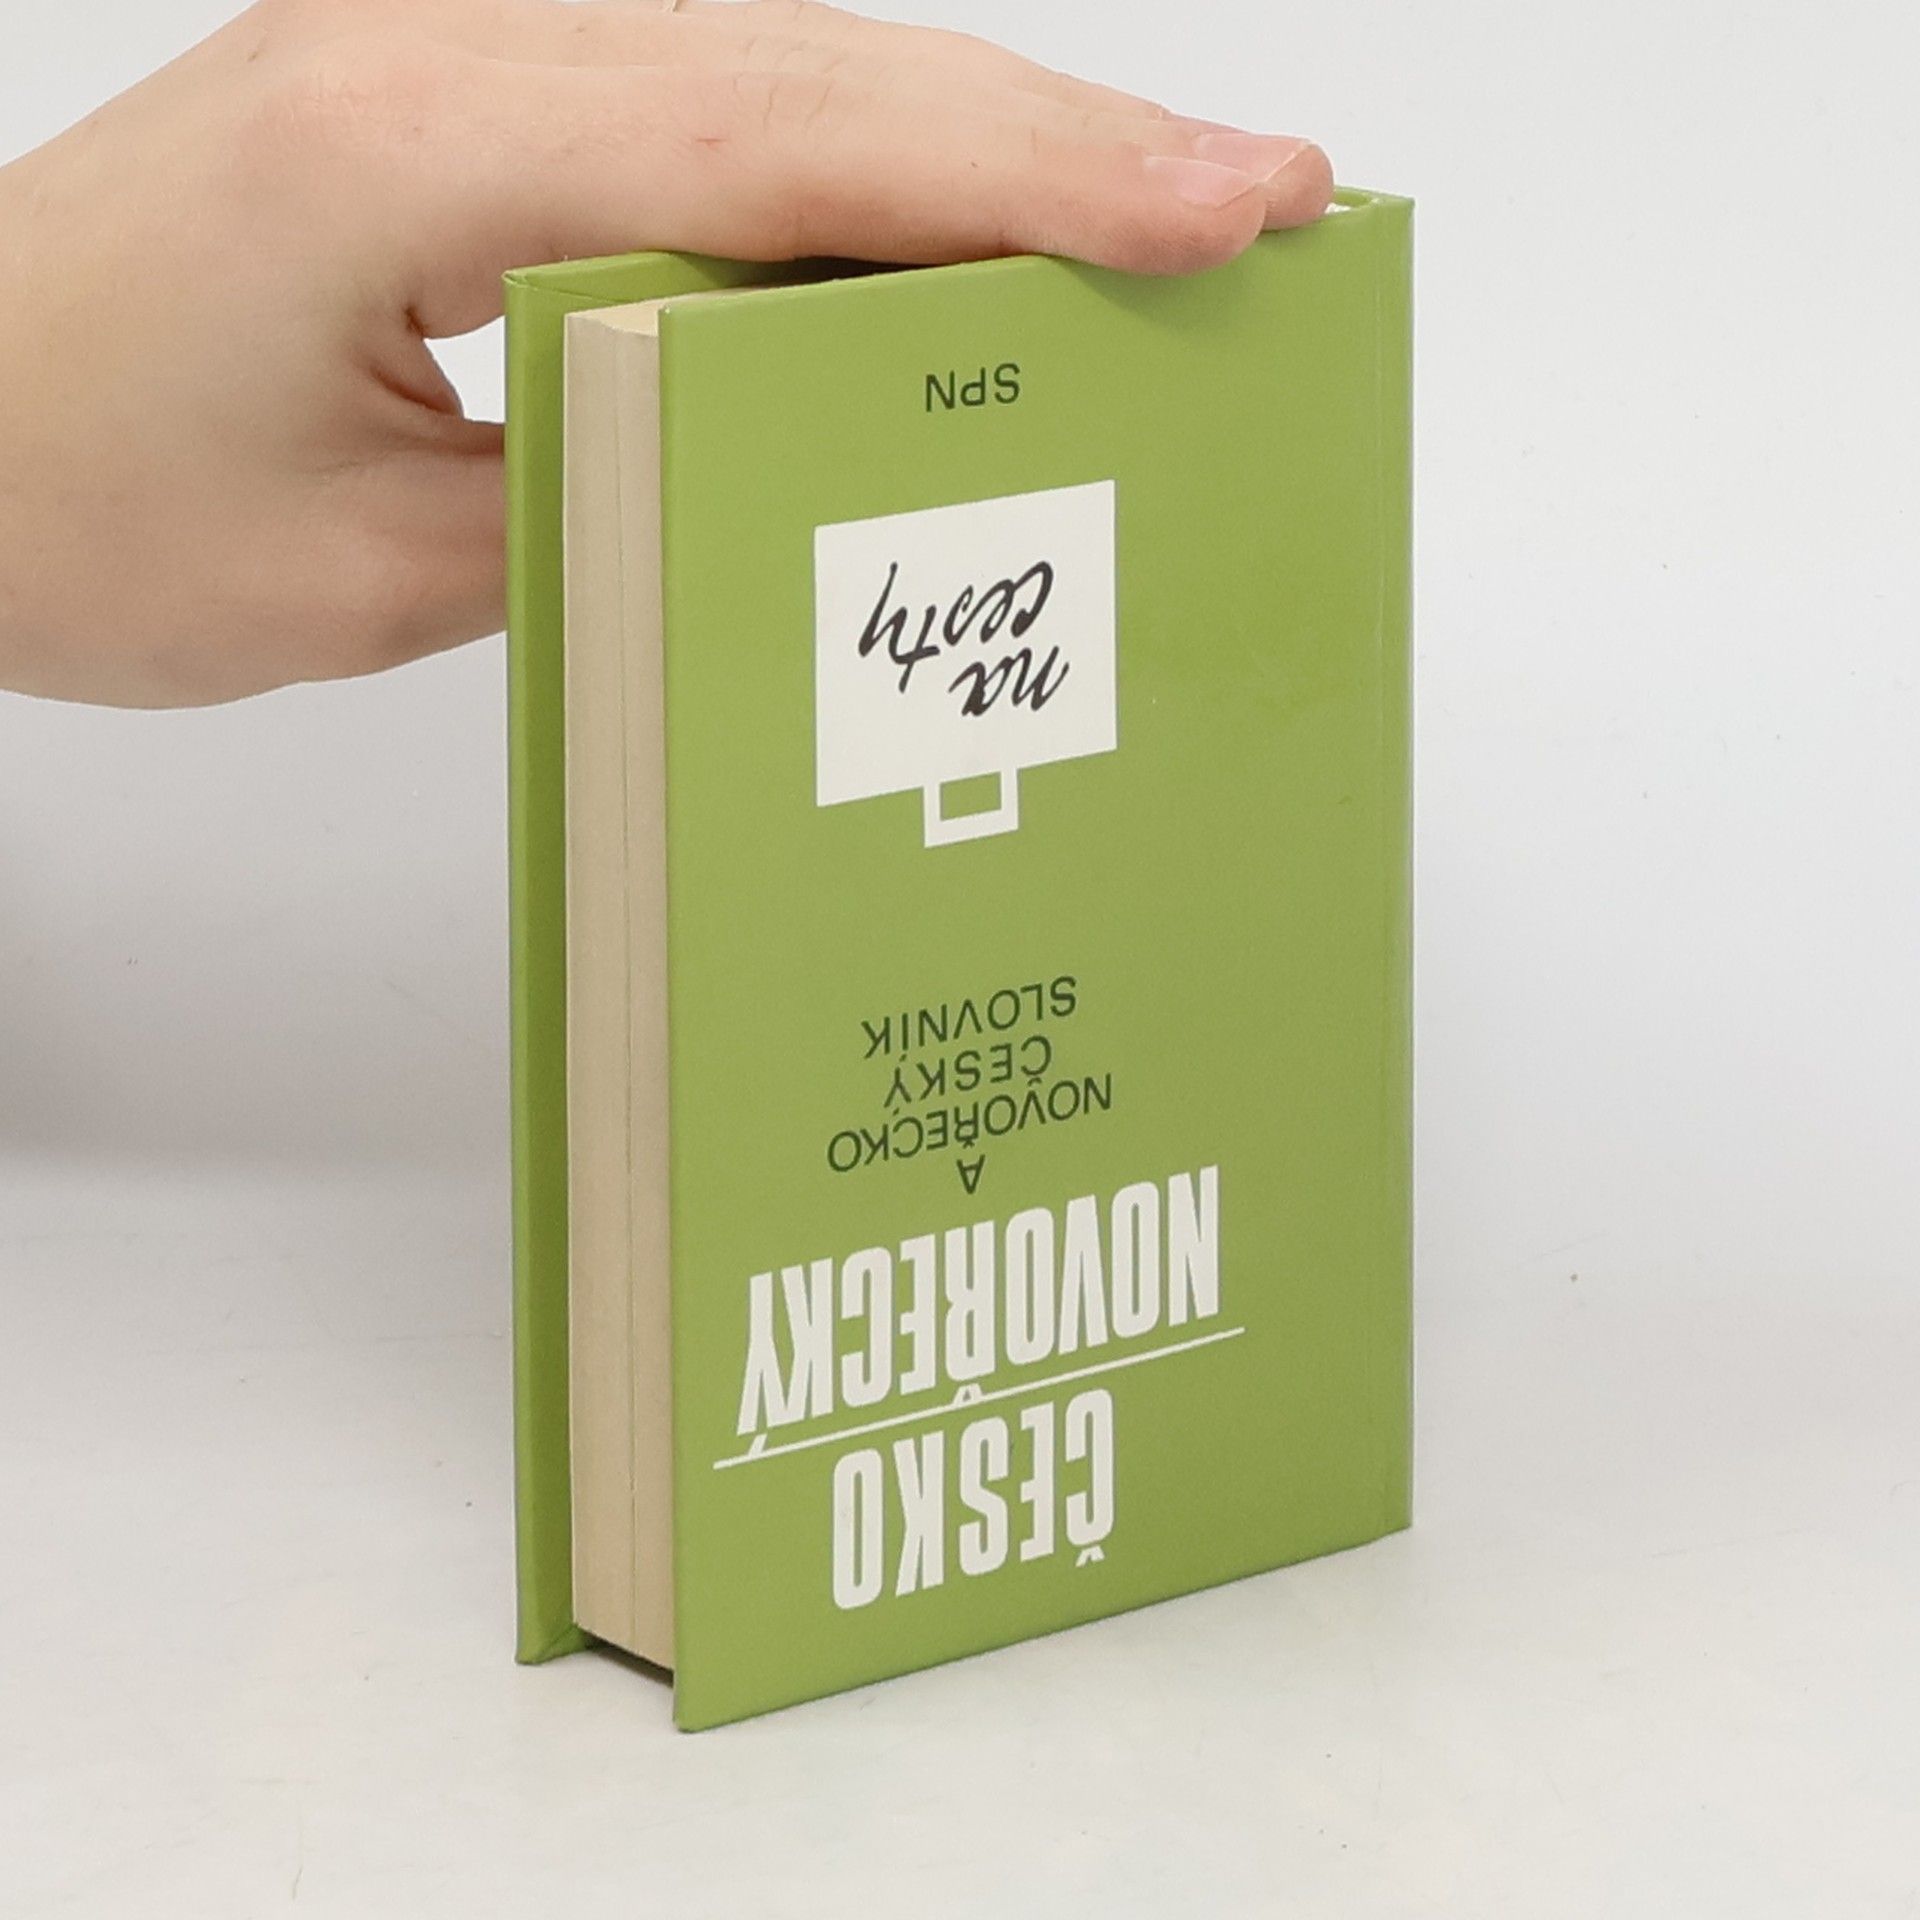 ČESKO
NOVOŘECKÝ
A
NOVOŘECKO
ČESKÝ
SLOVNÍK
na
cesty
SPN